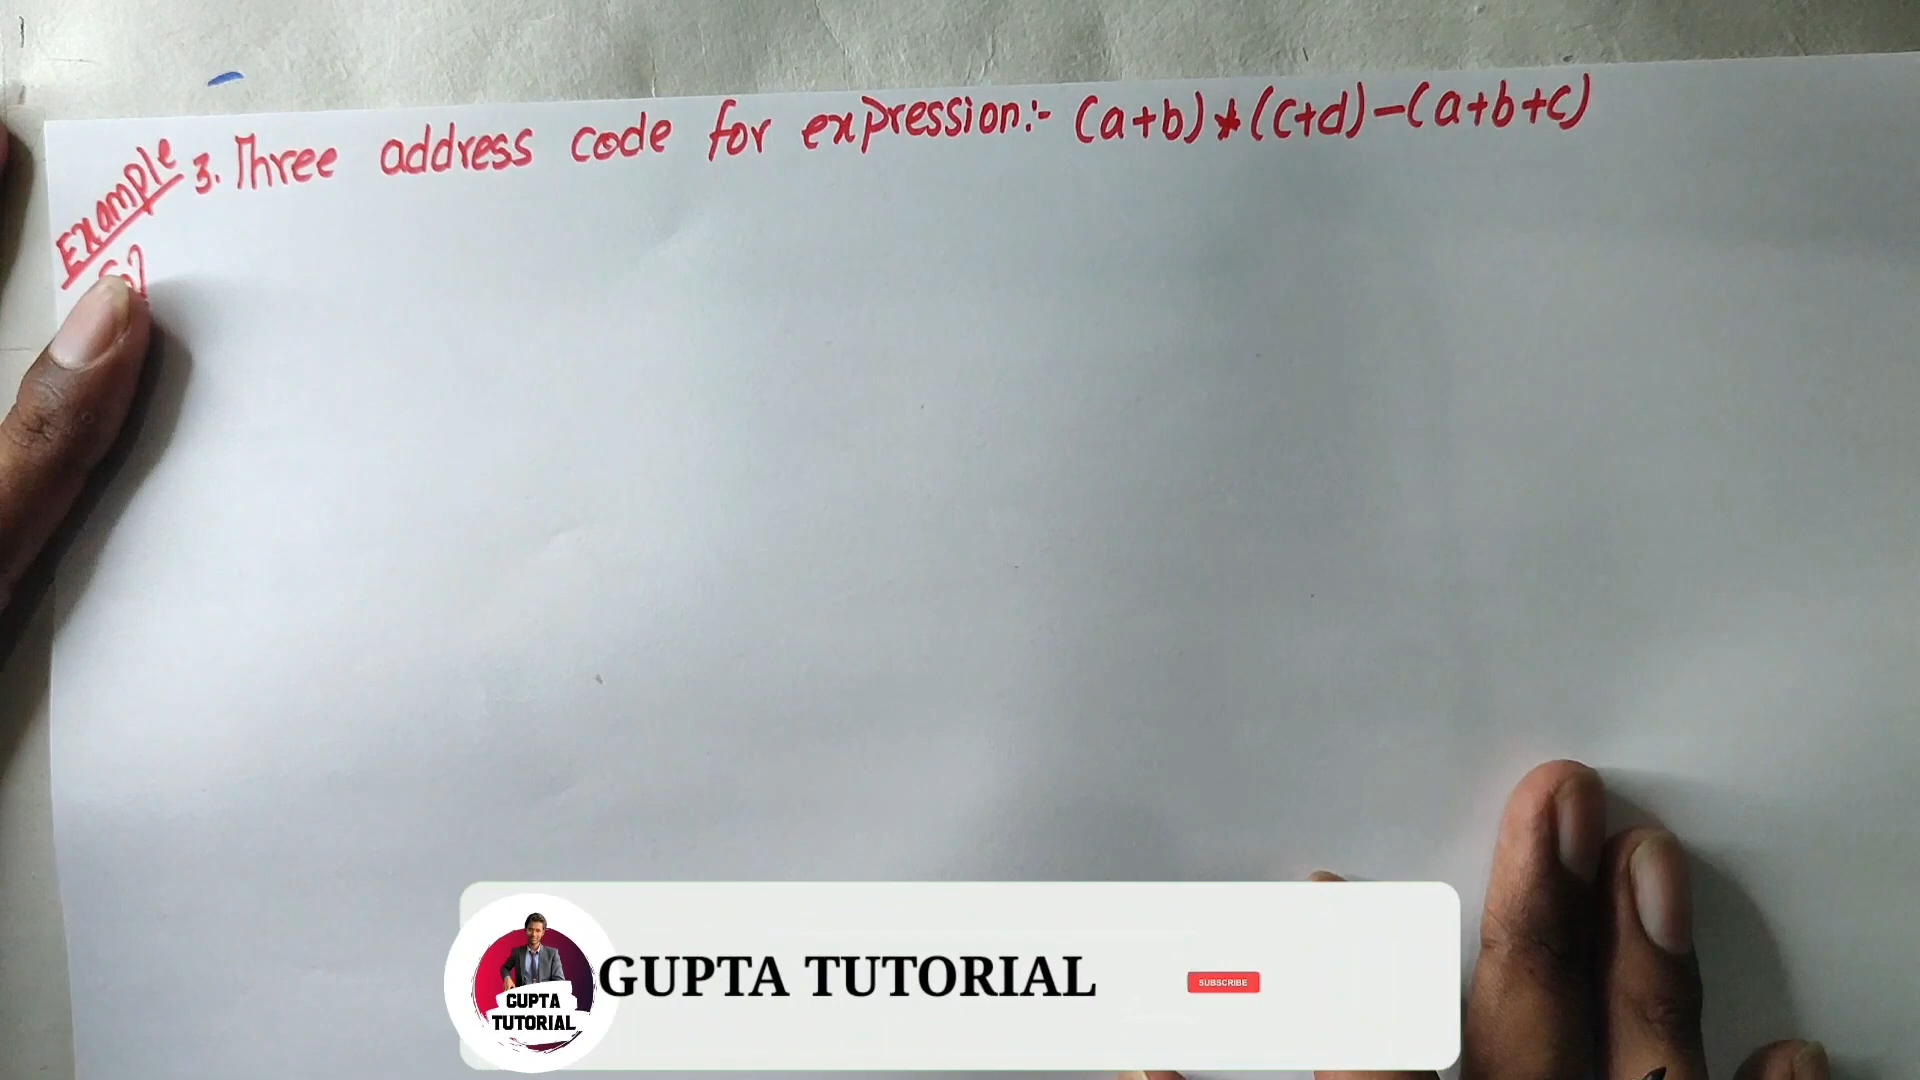 Example
3. Three address code for expression:- (a+b)*(c+d)-(a+b+c)
GUPTA TUTORIAL
SUBSCRIBE
GUPTA
TUTORIAL